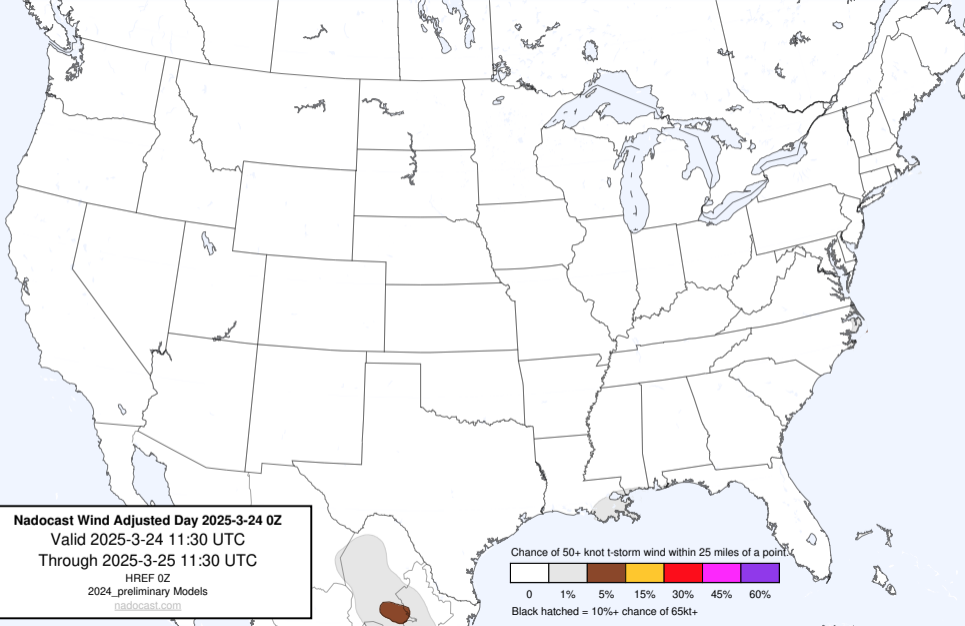 Nadocast Wind Adjusted Day 2025-3-24 0Z
Valid 2025-3-24 11:30 UTC
Through 2025-3-25 11:30 UTC
HREF 0Z
2024_preliminary Models
nadocast.com
Chance of 50+ knot t-storm wind within 25 miles of a point.
0 1% 5% 15% 30% 45% 60%
Black hatched = 10%+ chance of 65kt+